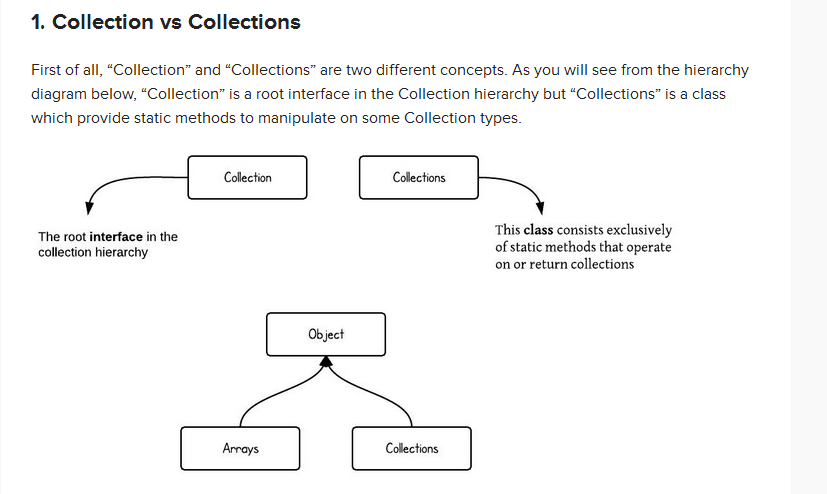 1. Collection vs Collections
First of all, “Collection” and “Collections” are two different concepts. As you will see from the hierarchy
diagram below, “Collection” is a root interface in the Collection hierarchy but “Collections” is a class
which provide static methods to manipulate on some Collection types.
Collection
Collections
The root interface in the
collection hierarchy
This class consists exclusively
of static methods that operate
on or return collections
Object
Arrays
Collections